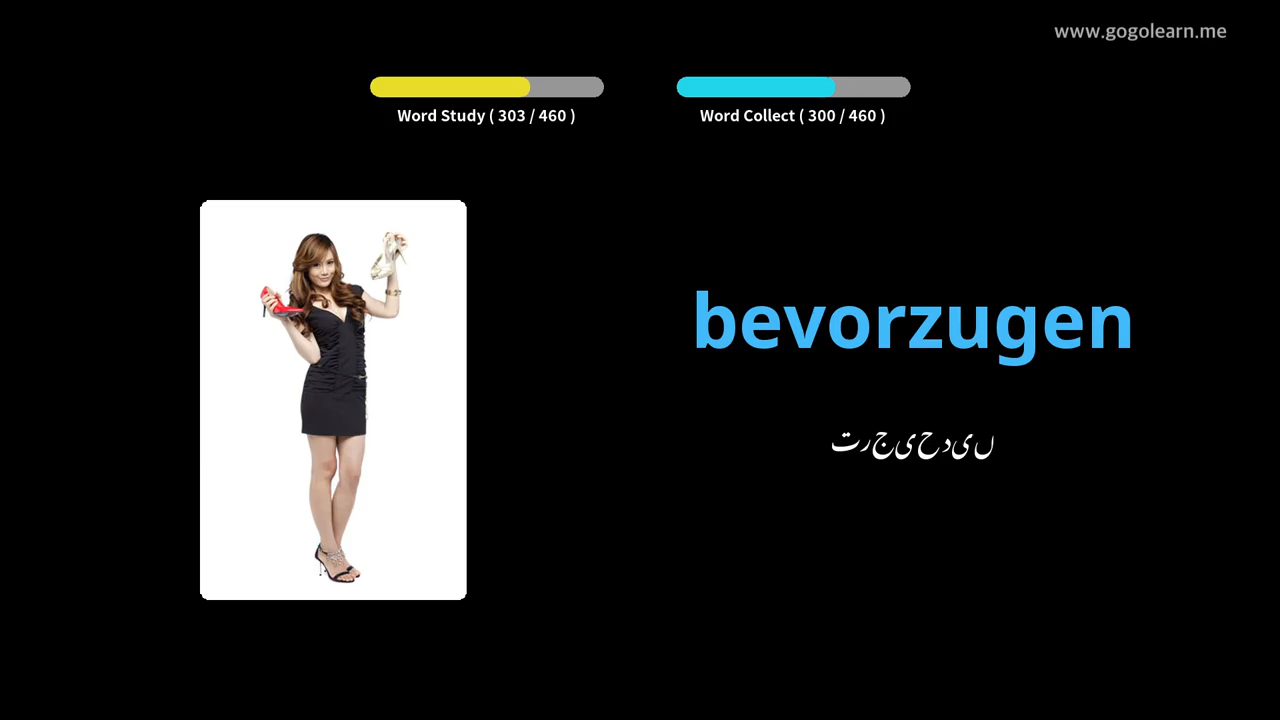 www.gogolearn.me
Word Study ( 303 / 460 )
Word Collect ( 300 / 460 )
bevorzugen
ترجیح دیں